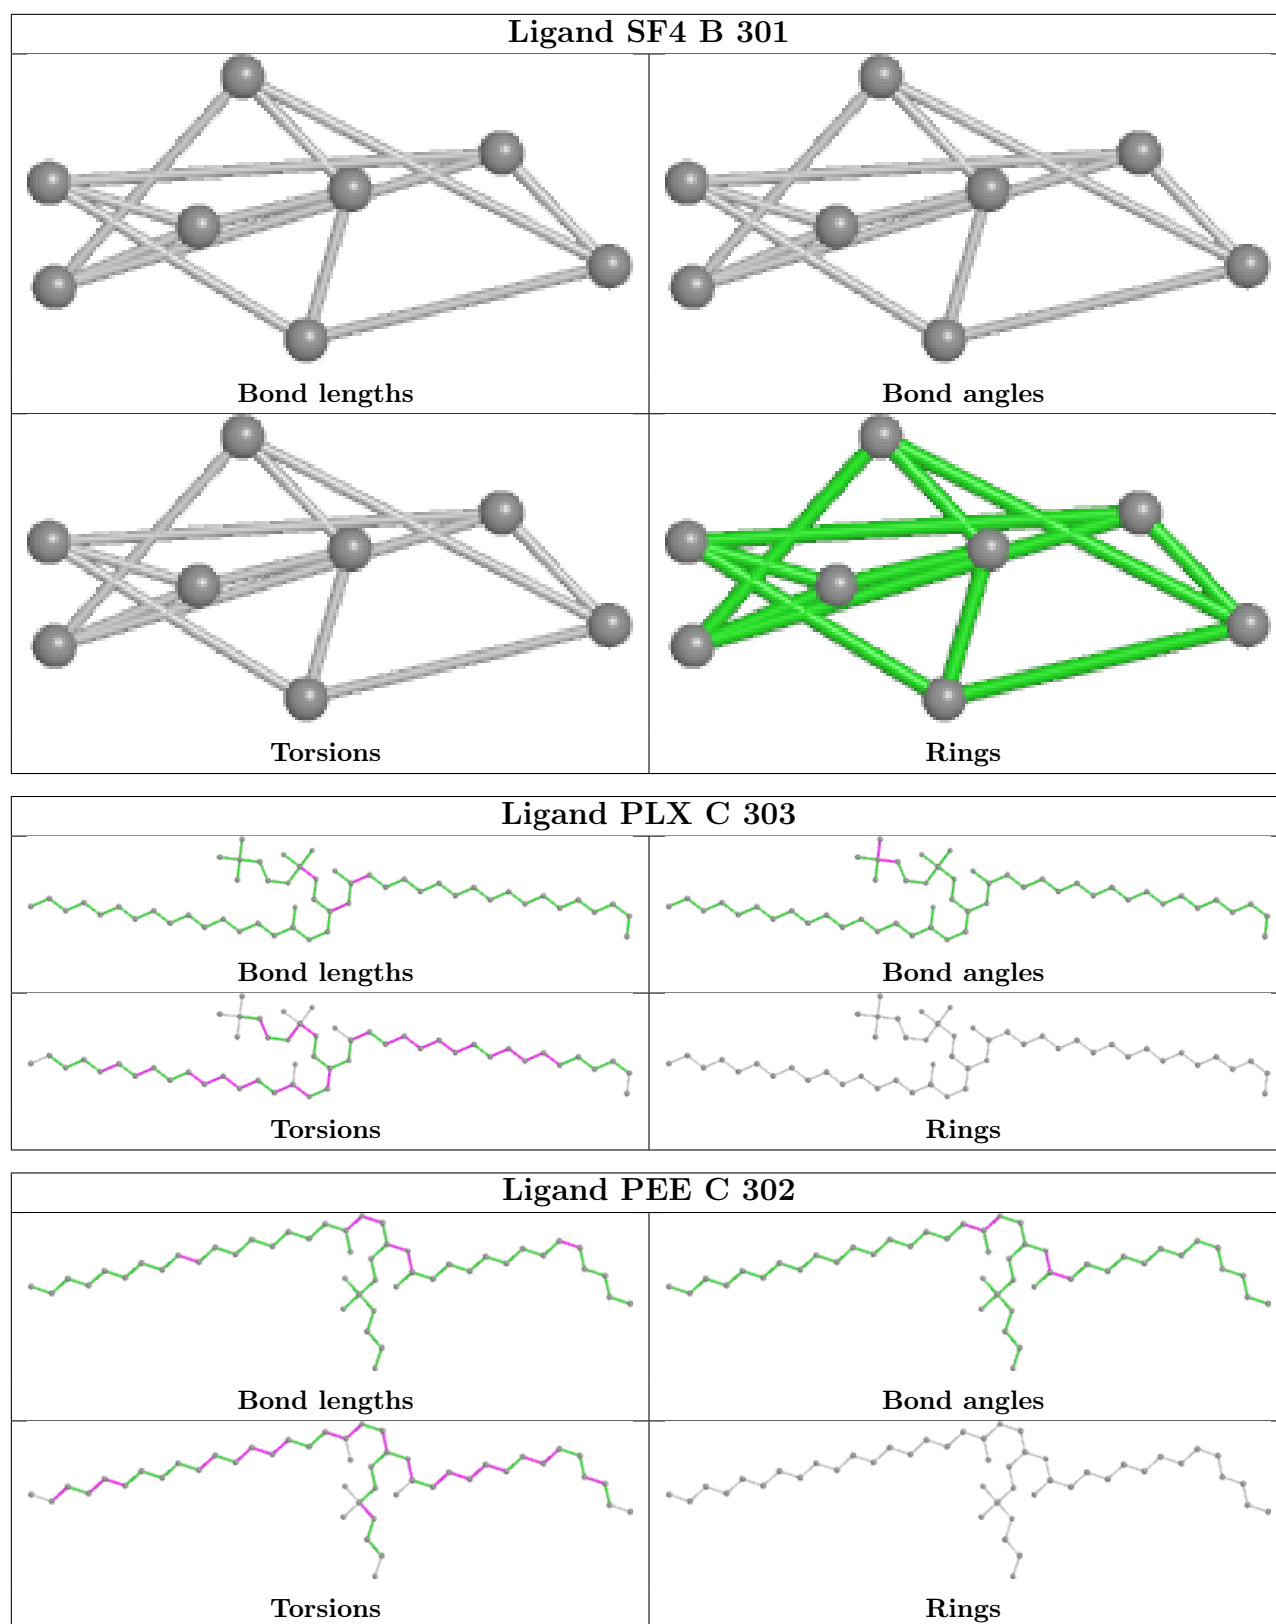 Ligand SF4 B 301
Bond lengths
Bond angles
Torsions
Rings
Ligand PLX C 303
Bond lengths
Bond angles
Torsions
Rings
Ligand PEE C 302
Bond lengths
Bond angles
Torsions
Rings